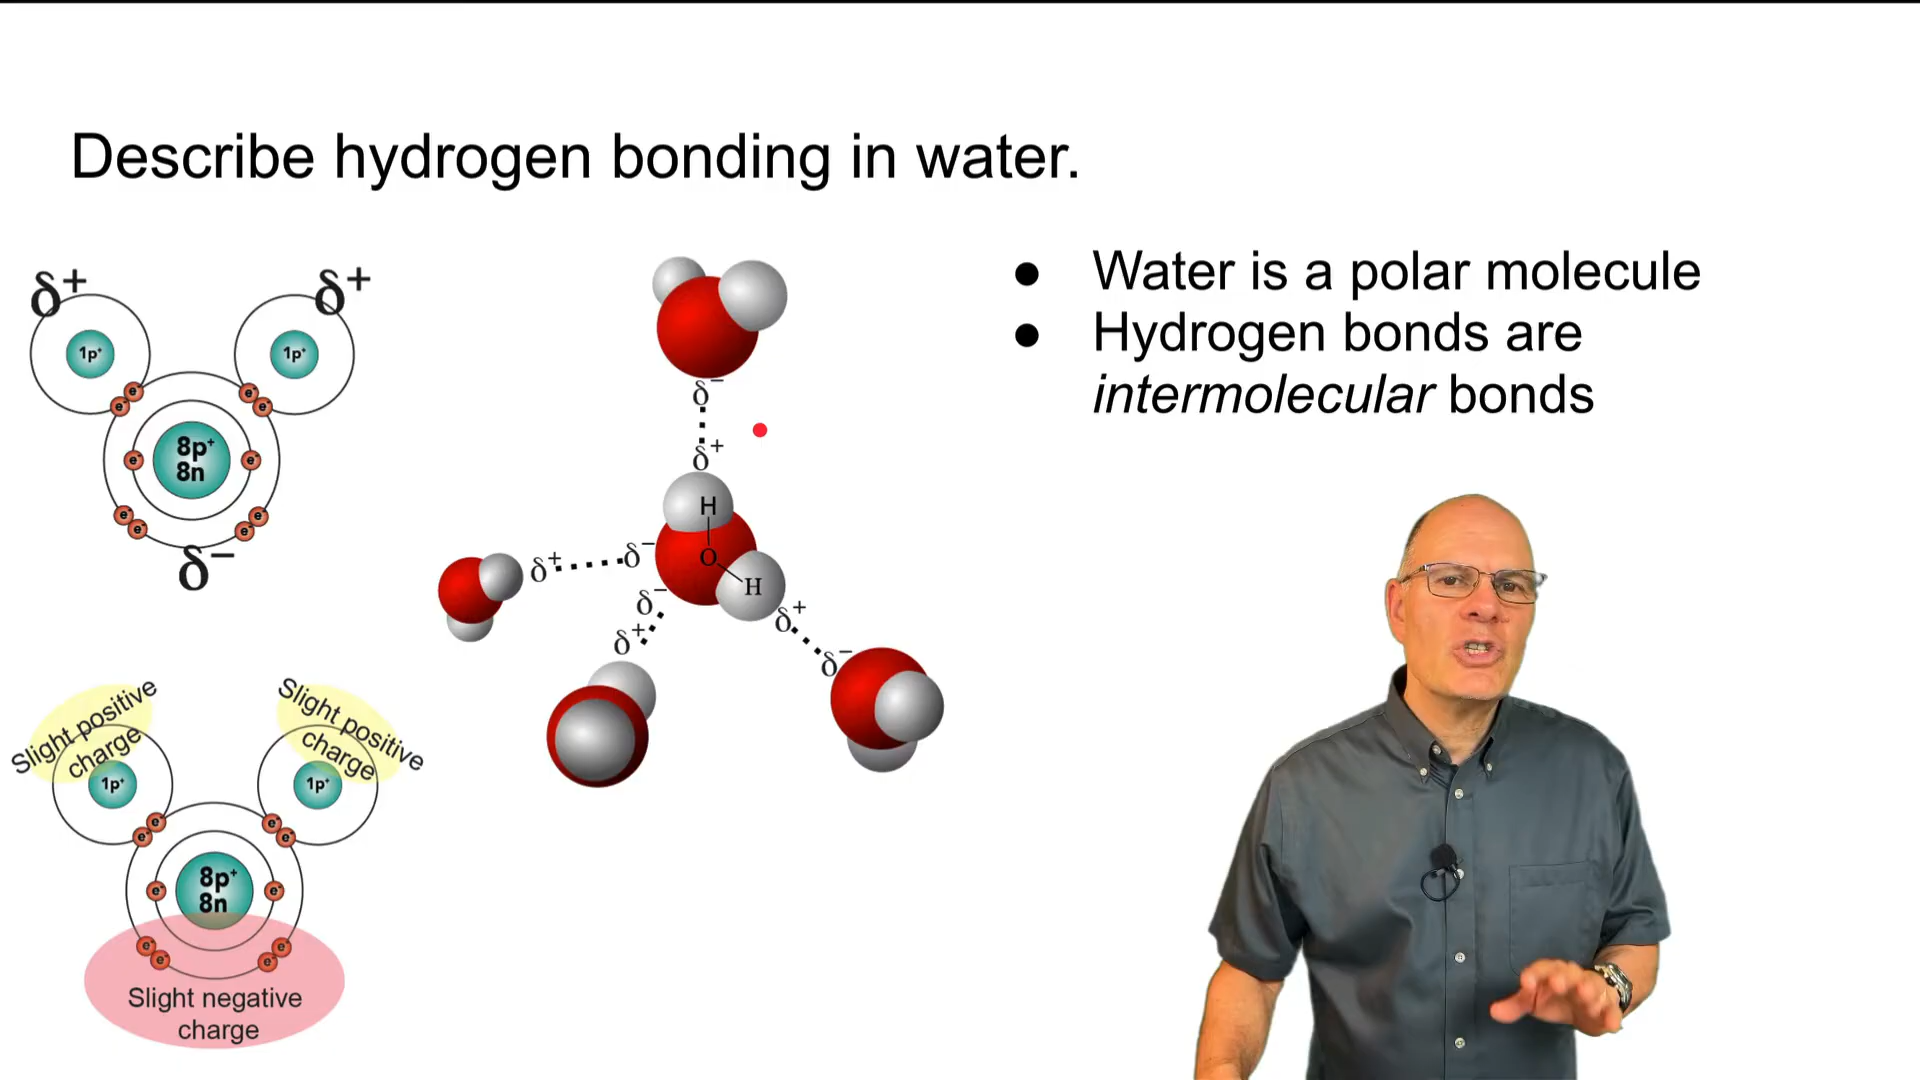 Describe hydrogen bonding in water.
δ+ δ+
1p+ 1p+
e- e- e- e-
8p+
8n
e- e-
e- e- e- e-
δ−
Slight positive
charge
Slight positive
charge
1p+ 1p+
e- e- e- e-
8p+
8n
e- e-
e- e- e- e-
Slight negative
charge
δ−
δ+
H
O
H
δ+ δ−
δ−
δ+
δ+
δ−
● Water is a polar molecule
● Hydrogen bonds are
intermolecular bonds